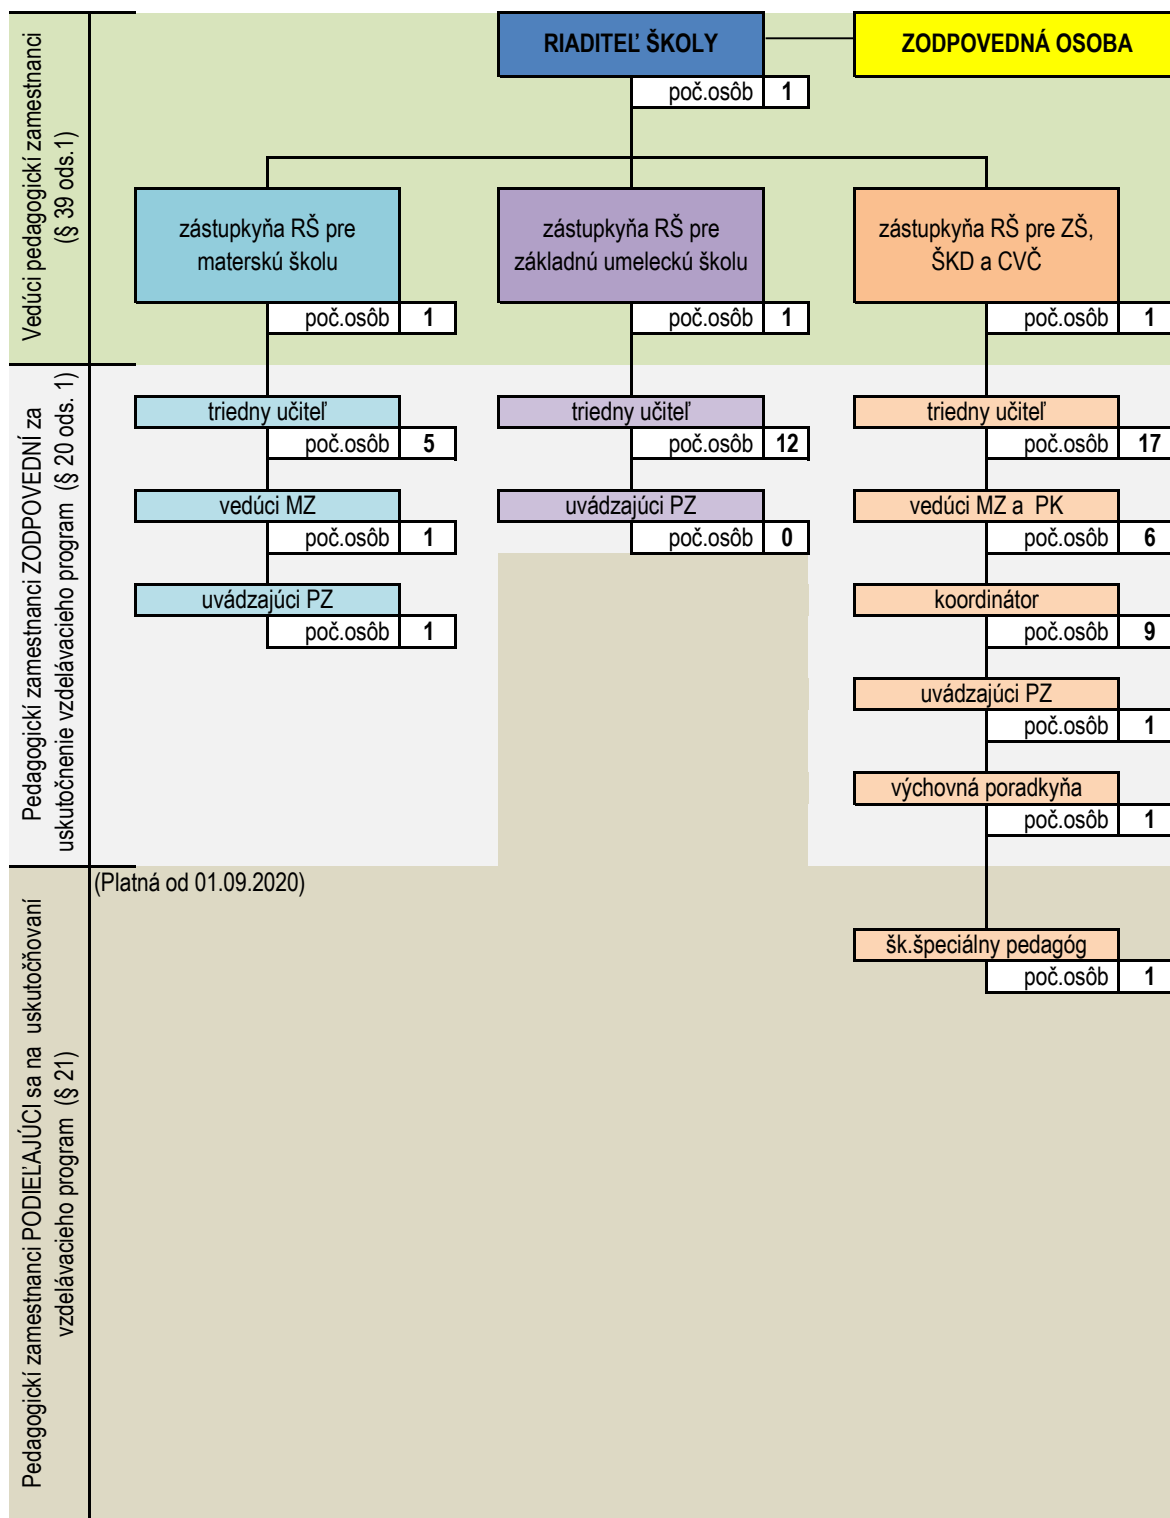 Vedúci pedagogickí zamestnanci
(§ 39 ods.1)
RIADITEĽ ŠKOLY
ZODPOVEDNÁ OSOBA
poč.osôb 1
zástupkyňa RŠ pre
materskú školu
poč.osôb 1
zástupkyňa RŠ pre
základnú umeleckú školu
poč.osôb 1
zástupkyňa RŠ pre ZŠ,
ŠKD a CVČ
poč.osôb 1
Pedagogickí zamestnanci ZODPOVEDNÍ za
uskutočnenie vzdelávacieho program (§ 20 ods. 1)
triedny učiteľ
poč.osôb 5
vedúci MZ
poč.osôb 1
uvádzajúci PZ
poč.osôb 1
triedny učiteľ
poč.osôb 12
uvádzajúci PZ
poč.osôb 0
triedny učiteľ
poč.osôb 17
vedúci MZ a PK
poč.osôb 6
koordinátor
poč.osôb 9
uvádzajúci PZ
poč.osôb 1
výchovná poradkyňa
poč.osôb 1
Pedagogickí zamestnanci PODIEĽAJÚCI sa na uskutočňovaní
vzdelávacieho program (§ 21)
(Platná od 01.09.2020)
šk.špeciálny pedagóg
poč.osôb 1